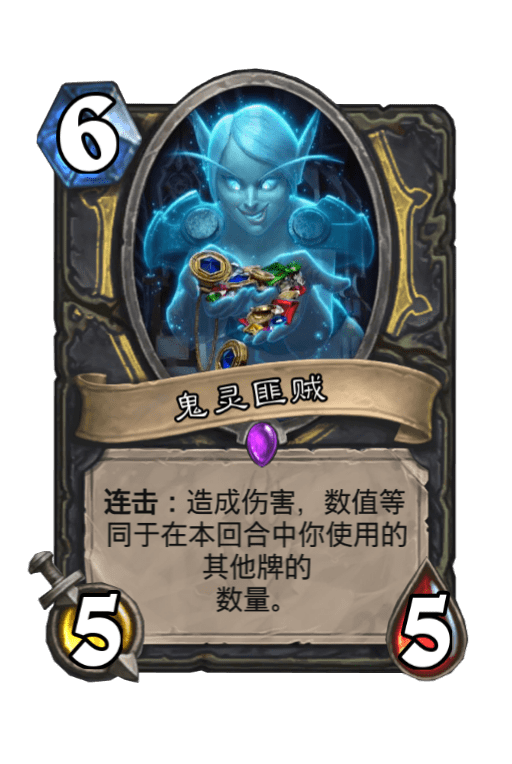 6
鬼灵匪贼
连击：造成伤害，数值等
同于在本回合中你使用的
其他牌的
数量。
5
5